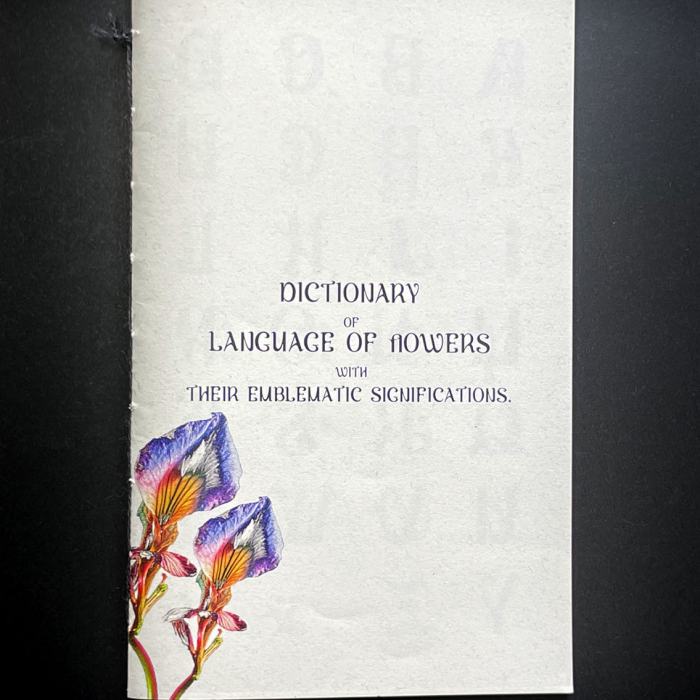 DICTIONARY
OF
LANGUAGE OF FLOWERS
WITH
THEIR EMBLEMATIC SIGNIFICATIONS.